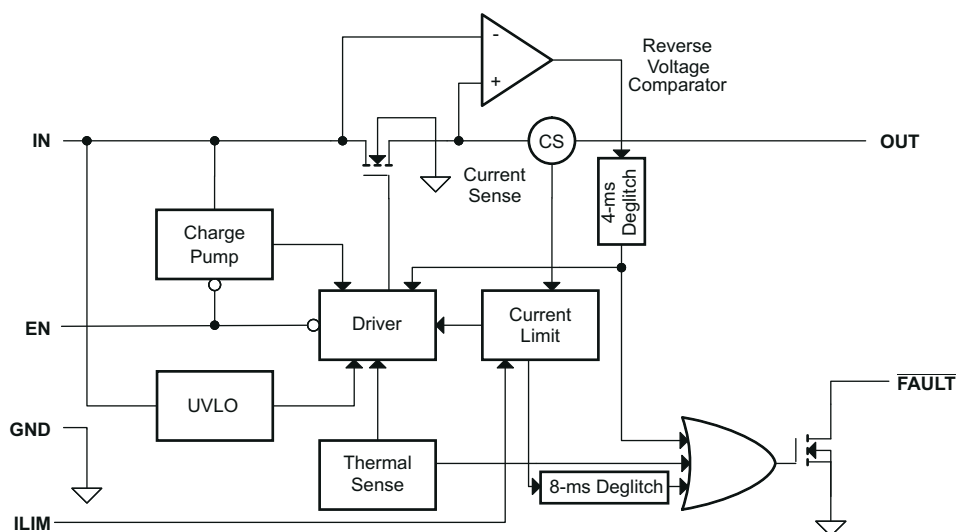 -
+
Reverse
Voltage
Comparator
IN
CS
OUT
Current
Sense
4-ms
Deglitch
Charge
Pump
EN
Driver
Current
Limit
FAULT
UVLO
GND
Thermal
Sense
8-ms Deglitch
ILIM